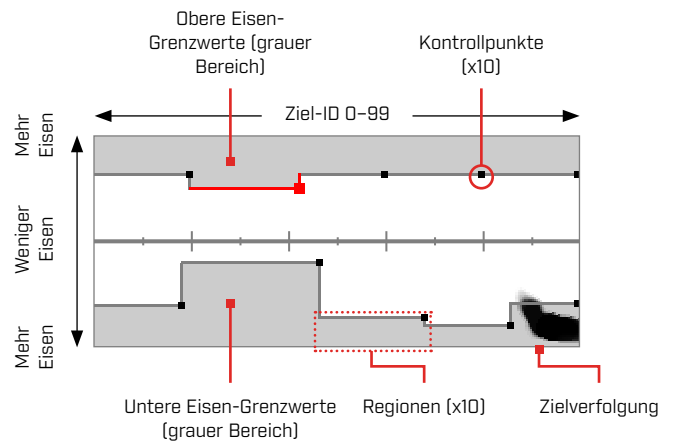 Obere Eisen-
Grenzwerte (grauer
Bereich)
Kontrollpunkte
(x10)
Ziel-ID 0–99
Mehr
Eisen
Weniger
Eisen
Mehr
Eisen
Untere Eisen-Grenzwerte
(grauer Bereich)
Regionen (x10)
Zielverfolgung